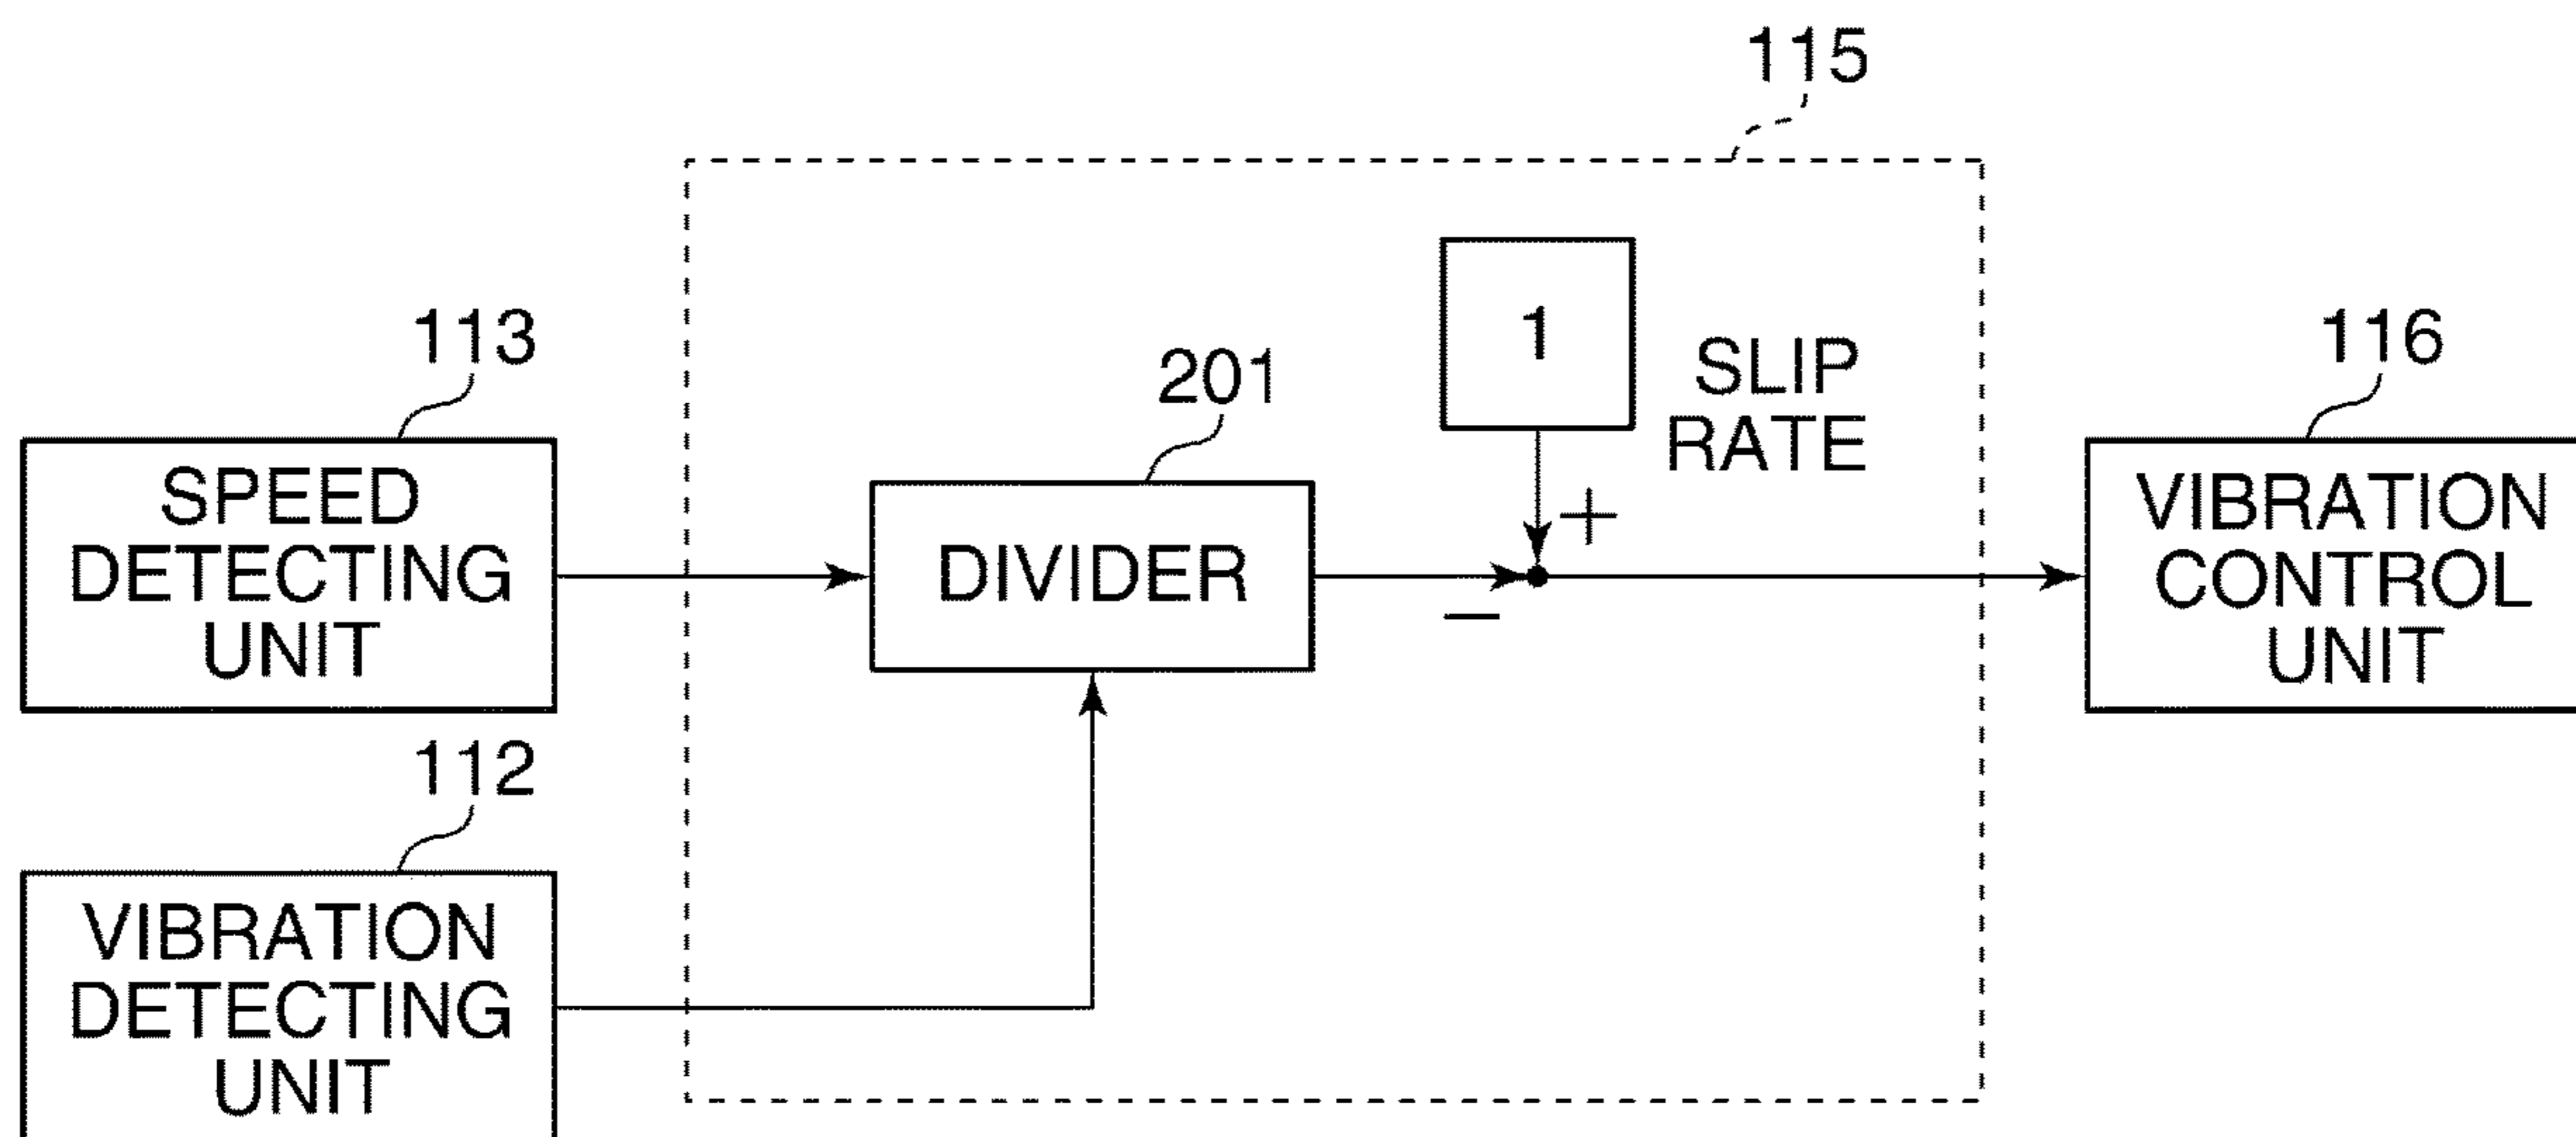 115
113
SPEED
DETECTING
UNIT
201
DIVIDER
1
+
−
SLIP
RATE
116
VIBRATION
CONTROL
UNIT
112
VIBRATION
DETECTING
UNIT